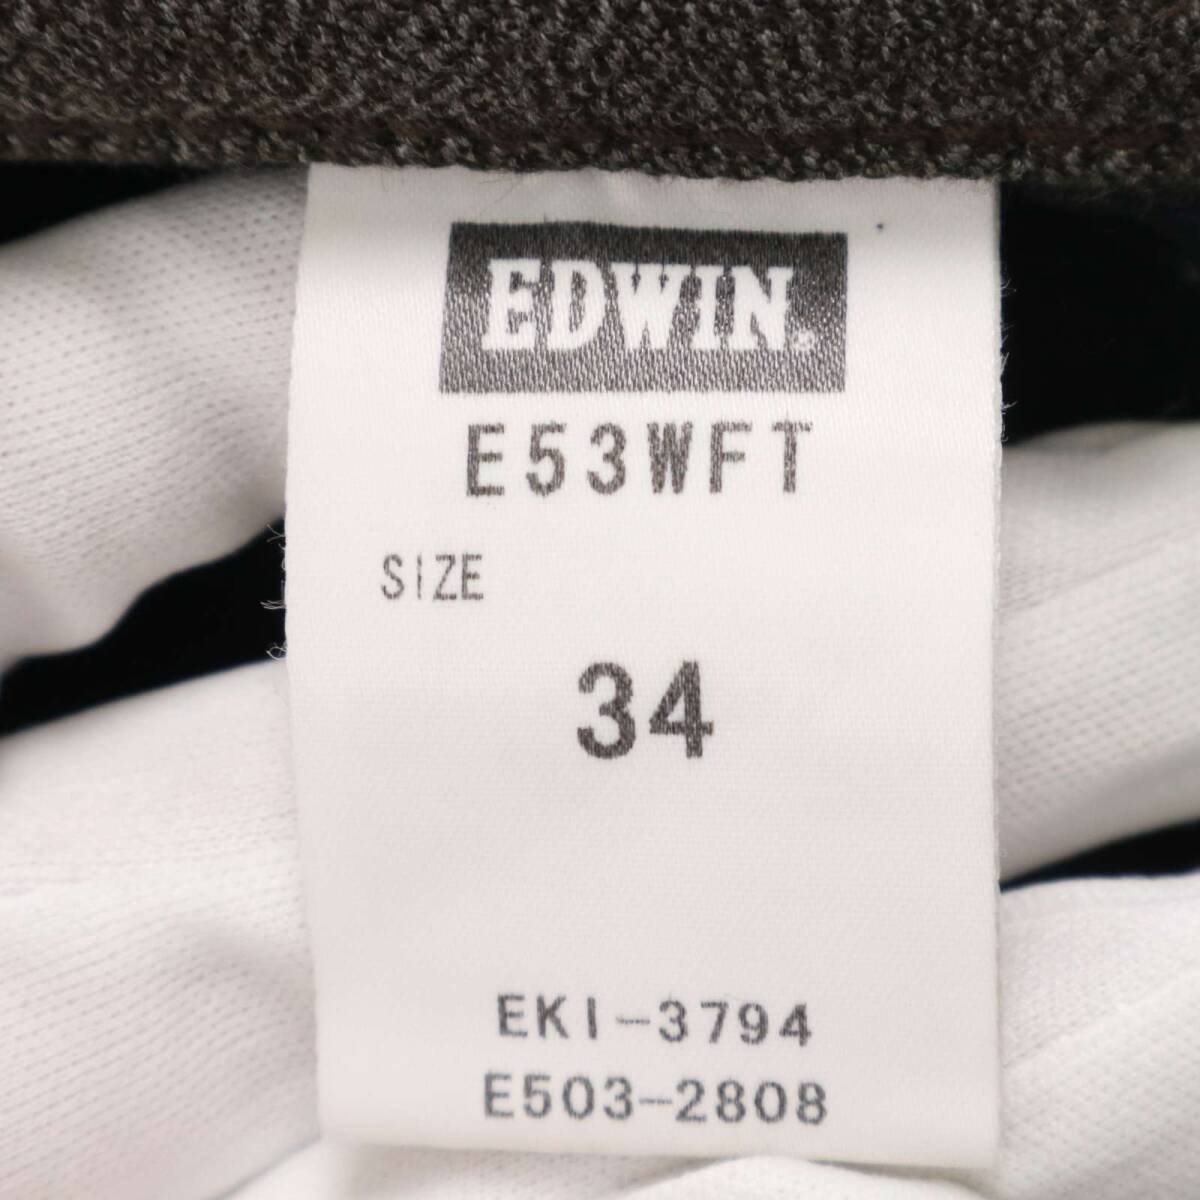 EDWIN®
E53WFT
SIZE
34
EKI-3794
E503-2808